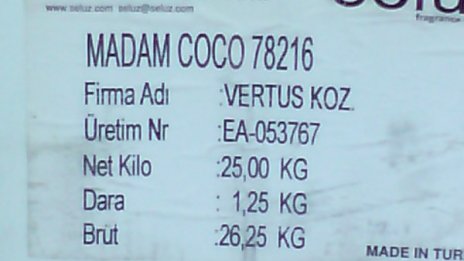 www.seluz.com seluz@seluz.com
fragrance
MADAM COCO 78216
Firma Adı :VERTUS KOZ.
Üretim Nr :EA-053767
Net Kilo :25,00 KG
Dara : 1,25 KG
Brüt :26,25 KG
MADE IN TUR